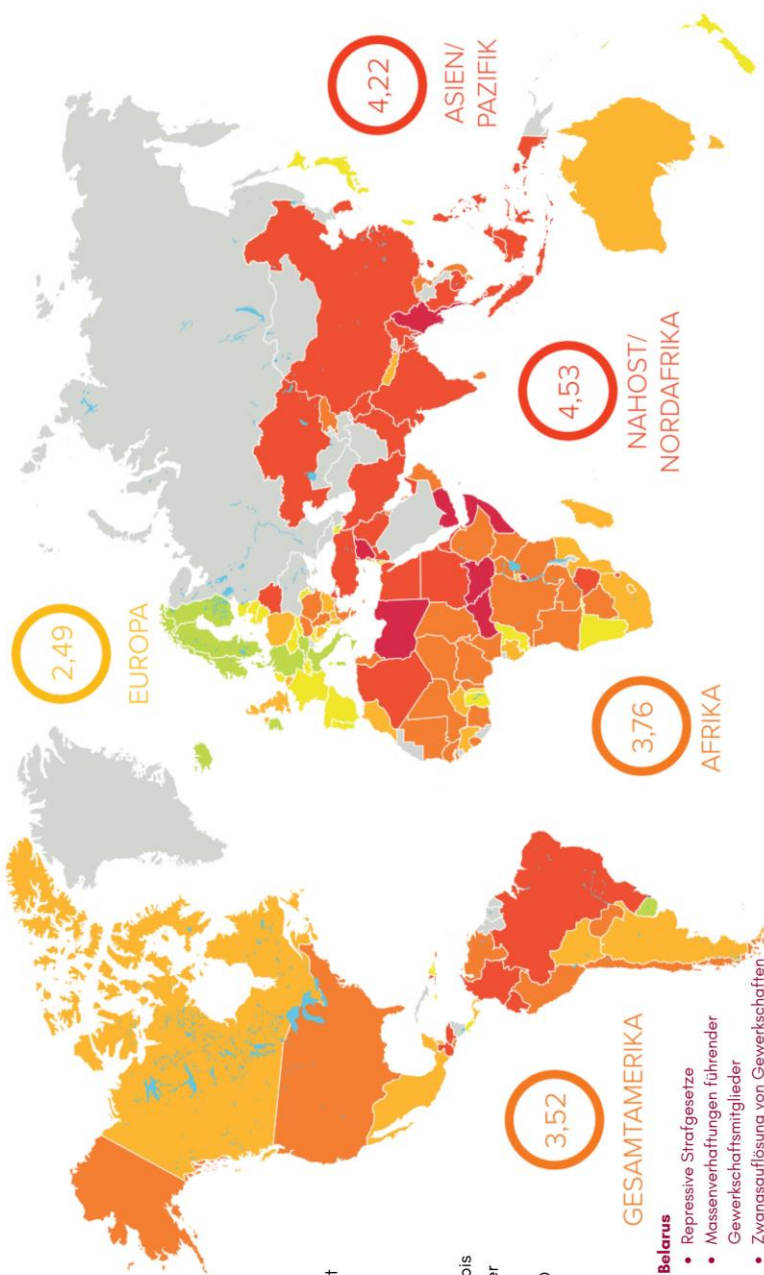 2,49
EUROPA
4,22
ASIEN/
PAZIFIK
4,53
NAHOST/
NORDAFRIKA
3,76
AFRIKA
3,52
GESAMTAMERIKA
Belarus
• Repressive Strafgesetze
• Massenverhaftungen führender
Gewerkschaftsmitglieder
• Zwangsauflösung von Gewerkschaften